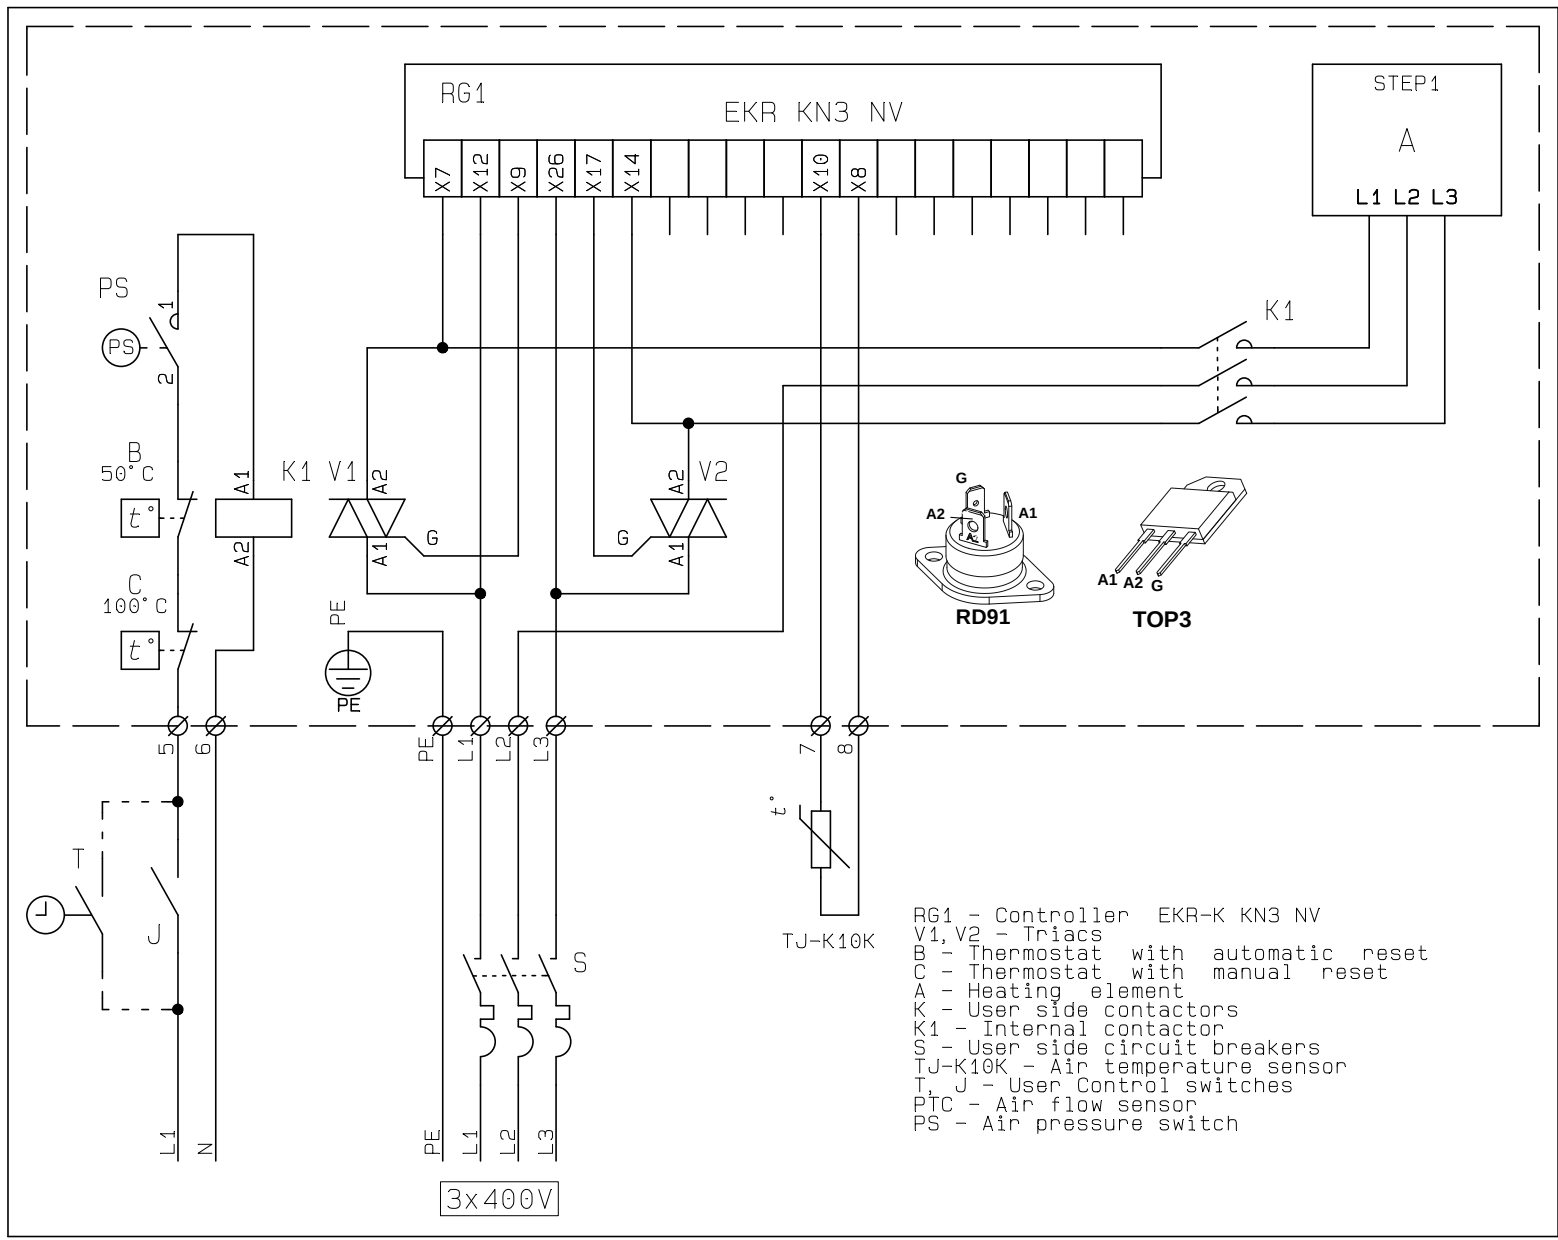 RG1
EKR KN3 NV
X7 X12 X9 X26 X17 X14 X10 X8
STEP1
A
L1 L2 L3
PS
1
PS
2
K1
B
50°C
t°
A1
A2
K1
V1
A2
A1
G
V2
A2
A1
G
C
100°C
t°
G
A2
A1
A2
RD91
A1 A2 G
TOP3
PE
PE
5 6 PE L1 L2 L3 7 8
T
J
t°
TJ-K10K
S
L1 N PE L1 L2 L3
3x400V
RG1 - Controller EKR-K KN3 NV
V1,V2 - Triacs
B - Thermostat with automatic reset
C - Thermostat with manual reset
A - Heating element
K - User side contactors
K1 - Internal contactor
S - User side circuit breakers
TJ-K10K - Air temperature sensor
T, J - User Control switches
PTC - Air flow sensor
PS - Air pressure switch